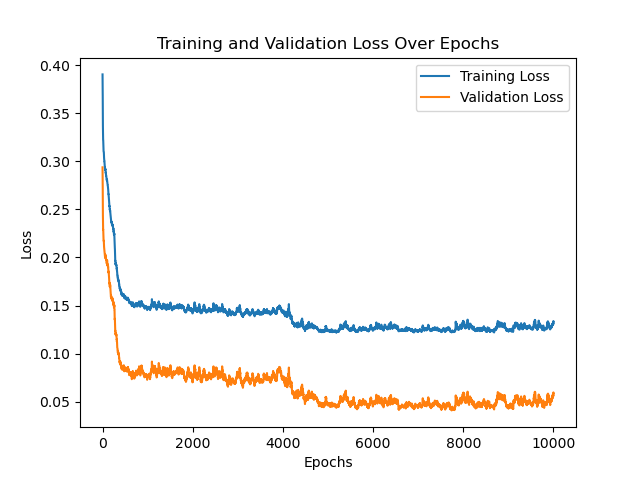 Training and Validation Loss Over Epochs
Training Loss
Validation Loss
0.40
0.35
0.30
0.25
0.20
0.15
0.10
0.05
Loss
0 2000 4000 6000 8000 10000
Epochs